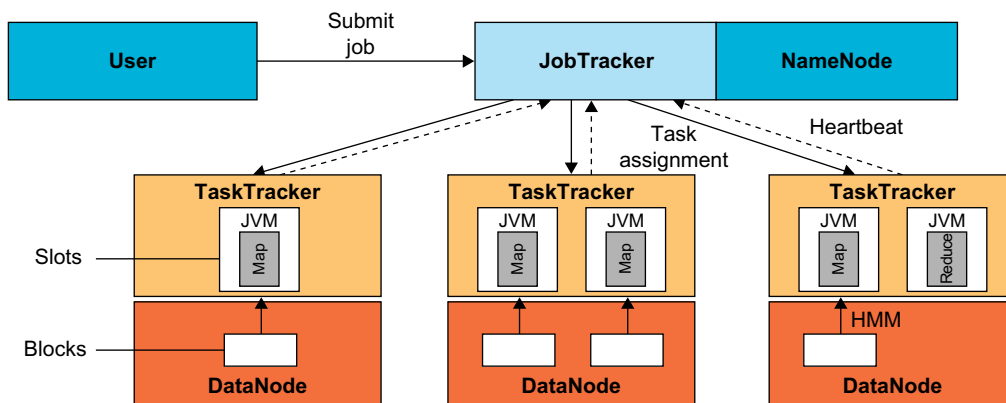 Submit
job
User
JobTracker
NameNode
Task
assignment
Heartbeat
TaskTracker
TaskTracker
TaskTracker
JVM
JVM
JVM
JVM
JVM
Slots
Map
Map
Map
Map
Reduce
HMM
Blocks
DataNode
DataNode
DataNode